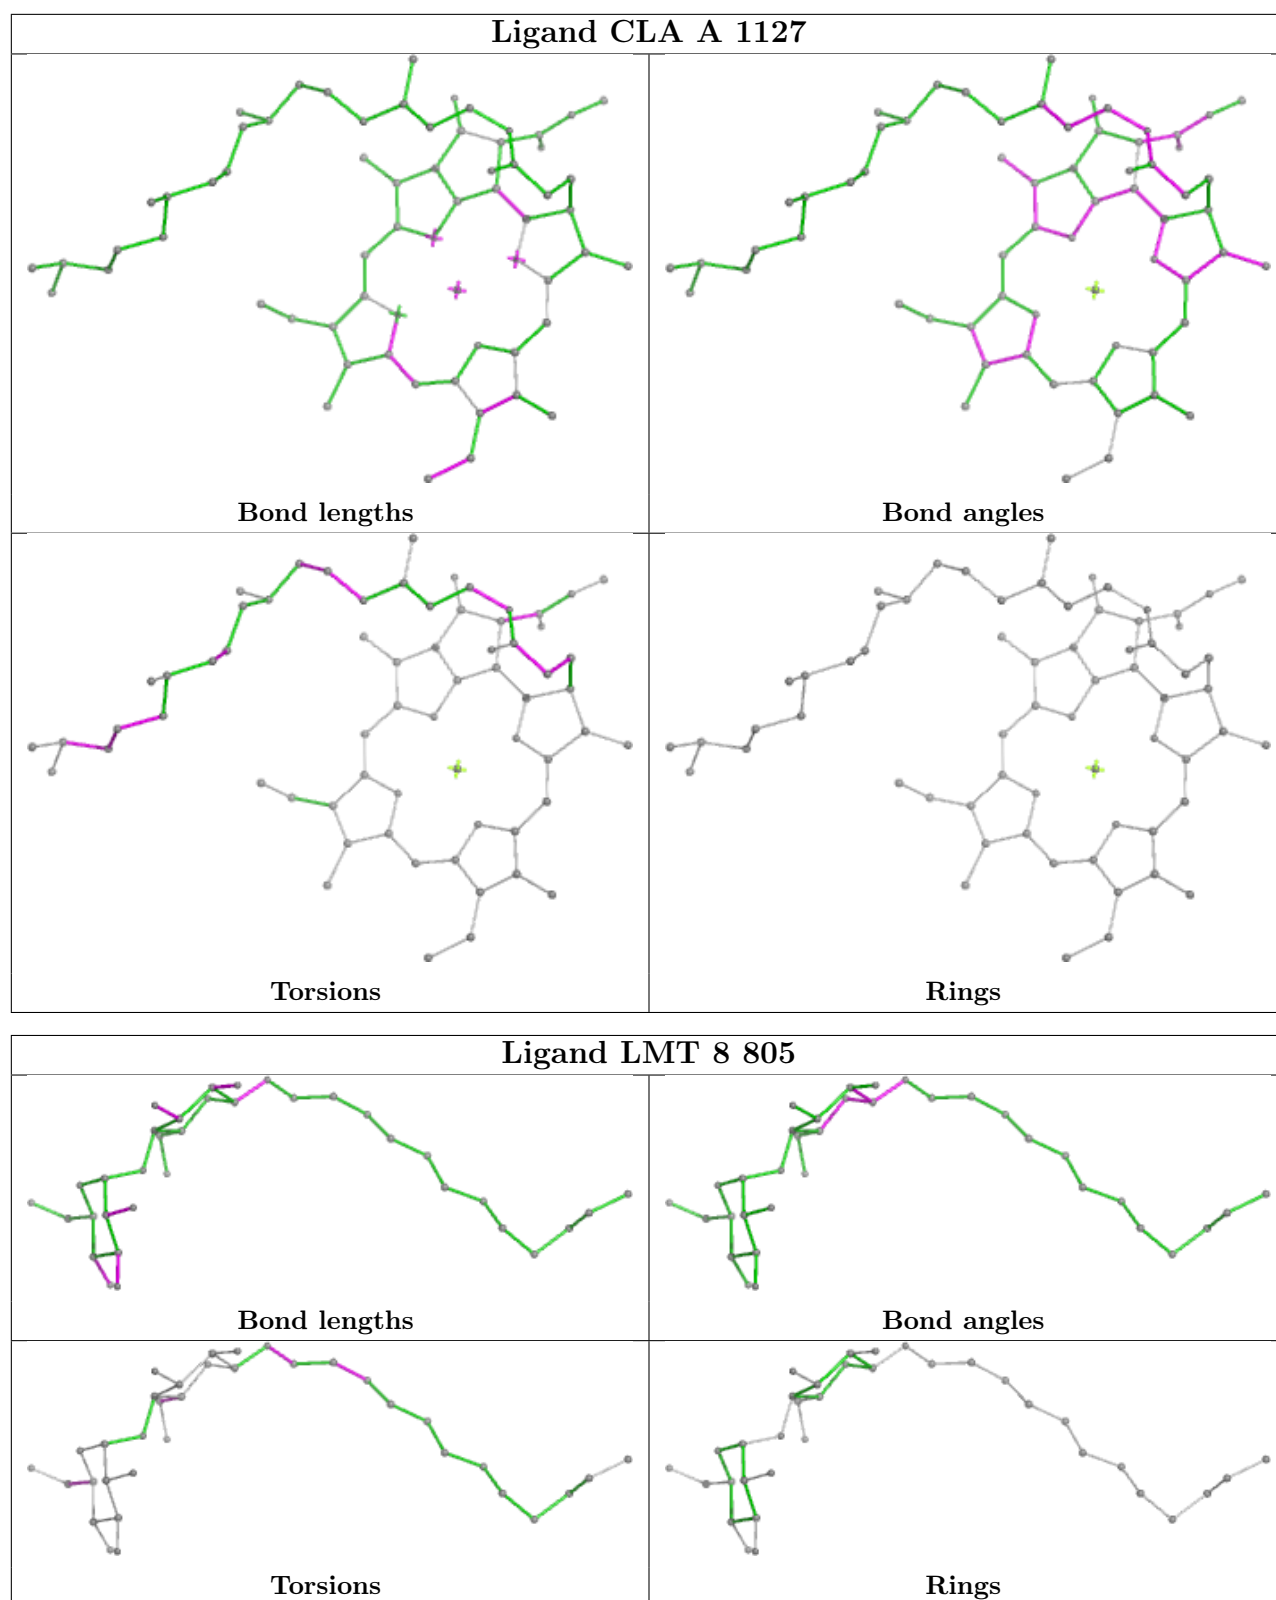 Ligand CLA A 1127
Bond lengths
Bond angles
Torsions
Rings
Ligand LMT 8 805
Bond lengths
Bond angles
Torsions
Rings